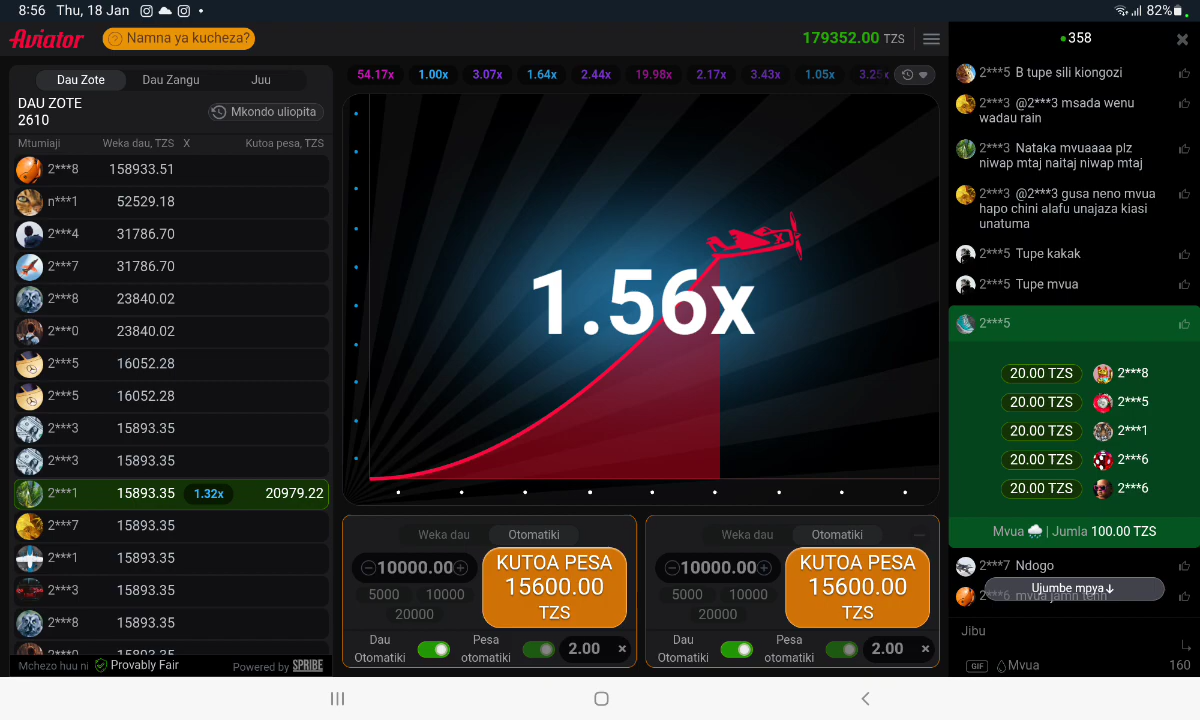 8:56 Thu, 18 Jan
82%
Aviator
Namna ya kucheza?
179352.00 TZS
358
Dau Zote Dau Zangu Juu
DAU ZOTE
2610
Mkondo uliopita
Mtumiaji Weka dau, TZS X Kutoa pesa, TZS
2***8 158933.51
n***1 52529.18
2***4 31786.70
2***7 31786.70
2***8 23840.02
2***0 23840.02
2***5 16052.28
2***5 16052.28
2***3 15893.35
2***3 15893.35
2***1 15893.35 1.32x 20979.22
2***7 15893.35
2***1 15893.35
2***3 15893.35
2***8 15893.35
15893.35
Mchezo huu ni Provably Fair Powered by SPRIBE
54.17x 1.00x 3.07x 1.64x 2.44x 19.98x 2.17x 3.43x 1.05x 3.25x
1.56x
Weka dau Otomatiki
10000.00
5000 10000
20000
KUTOA PESA
15600.00
TZS
Dau
Otomatiki
Pesa
otomatiki
2.00 ×
Weka dau Otomatiki
10000.00
5000 10000
20000
KUTOA PESA
15600.00
TZS
Dau
Otomatiki
Pesa
otomatiki
2.00 ×
2***5 B tupe sili kiongozi
2***3 @2***3 msada wenu
wadau rain
2***3 Nataka mvuaaaa plz
niwap mtaj naitaj niwap mtaj
2***3 @2***3 gusa neno mvua
hapo chini alafu unajaza kiasi
unatuma
2***5 Tupe kakak
2***5 Tupe mvua
2***5
20.00 TZS 2***8
20.00 TZS 2***5
20.00 TZS 2***1
20.00 TZS 2***6
20.00 TZS 2***6
Mvua | Jumla 100.00 TZS
2***7 Ndogo
Ujumbe mpya↓
2***6 mvua jamn
Jibu
GIF Mvua 160